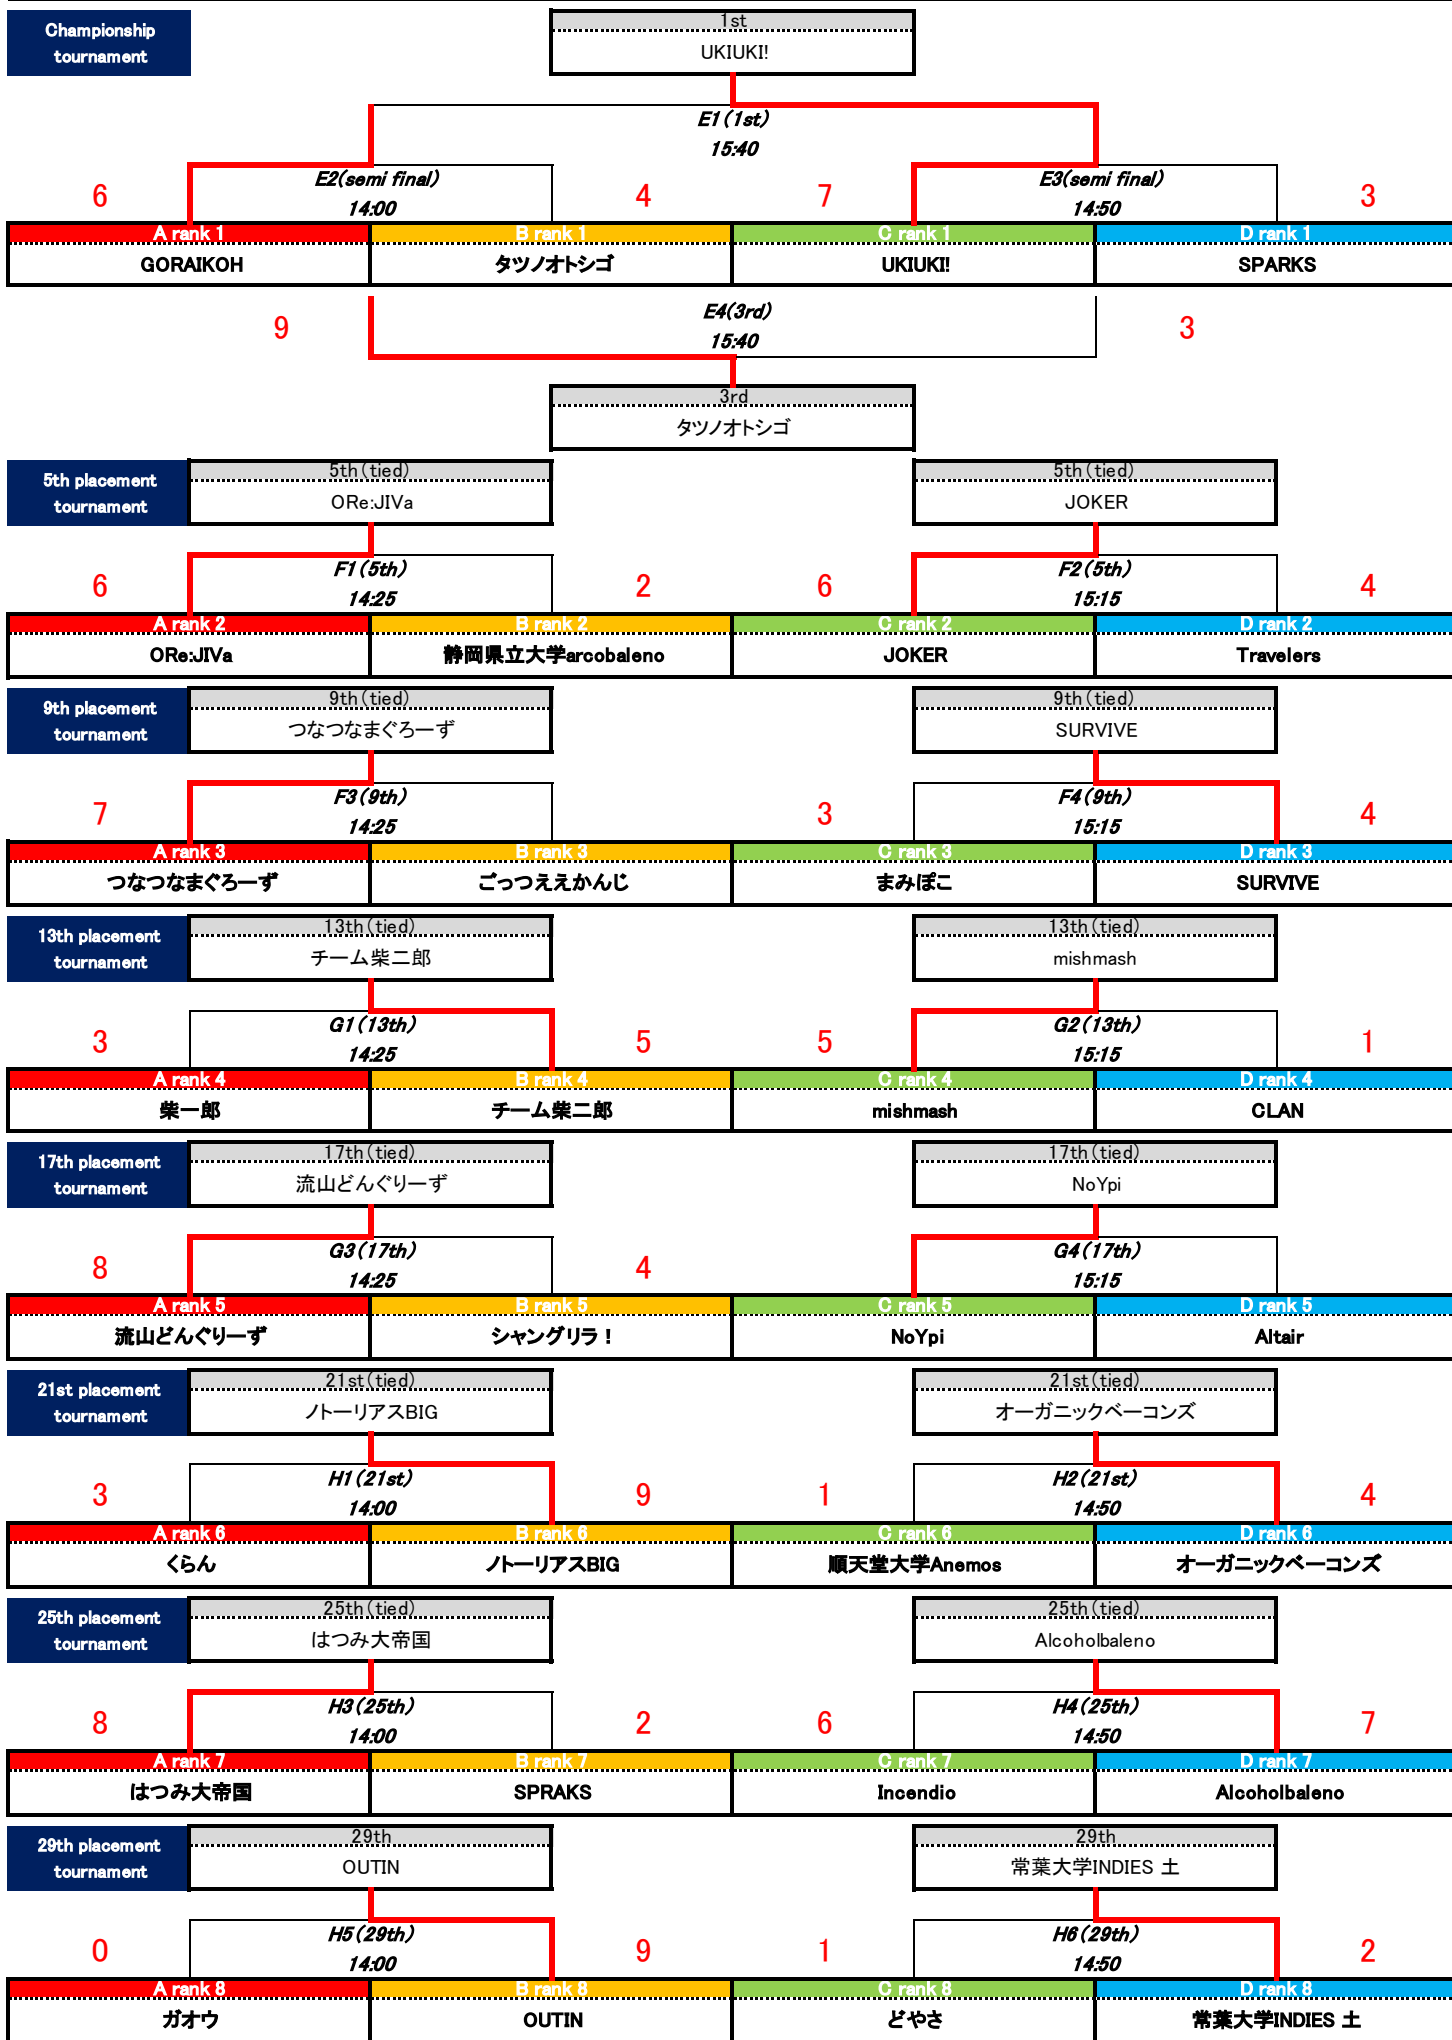 Championship
tournament
1st
UKIUKI!
E1(1st)
15:40
6
E2(semi final)
14:00
4
7
E3(semi final)
14:50
3
A rank 1
B rank 1
C rank 1
D rank 1
GORAIKOH
タツノオトシゴ
UKIUKI!
SPARKS
9
E4(3rd)
15:40
3
3rd
タツノオトシゴ
5th placement
tournament
5th(tied)
ORe:JIVa
5th(tied)
JOKER
6
F1(5th)
14:25
2
6
F2(5th)
15:15
4
A rank 2
B rank 2
C rank 2
D rank 2
ORe:JIVa
静岡県立大学arcobaleno
JOKER
Travelers
9th placement
tournament
9th(tied)
つなつなまぐろーず
9th(tied)
SURVIVE
7
F3(9th)
14:25
3
F4(9th)
15:15
4
A rank 3
B rank 3
C rank 3
D rank 3
つなつなまぐろーず
ごっつええかんじ
まみぽこ
SURVIVE
13th placement
tournament
13th(tied)
チーム柴二郎
13th(tied)
mishmash
3
G1(13th)
14:25
5
5
G2(13th)
15:15
1
A rank 4
B rank 4
C rank 4
D rank 4
柴一郎
チーム柴二郎
mishmash
CLAN
17th placement
tournament
17th(tied)
流山どんぐりーず
17th(tied)
NoYpi
8
G3(17th)
14:25
4
G4(17th)
15:15
A rank 5
B rank 5
C rank 5
D rank 5
流山どんぐりーず
シャングリラ！
NoYpi
Altair
21st placement
tournament
21st(tied)
ノトーリアスBIG
21st(tied)
オーガニックベーコンズ
3
H1(21st)
14:00
9
1
H2(21st)
14:50
4
A rank 6
B rank 6
C rank 6
D rank 6
くらん
ノトーリアスBIG
順天堂大学Anemos
オーガニックベーコンズ
25th placement
tournament
25th(tied)
はつみ大帝国
25th(tied)
Alcoholbaleno
8
H3(25th)
14:00
2
6
H4(25th)
14:50
7
A rank 7
B rank 7
C rank 7
D rank 7
はつみ大帝国
SPRAKS
Incendio
Alcoholbaleno
29th placement
tournament
29th
OUTIN
29th
常葉大学INDIES 土
0
H5(29th)
14:00
9
1
H6(29th)
14:50
2
A rank 8
B rank 8
C rank 8
D rank 8
ガオウ
OUTIN
どやさ
常葉大学INDIES 土